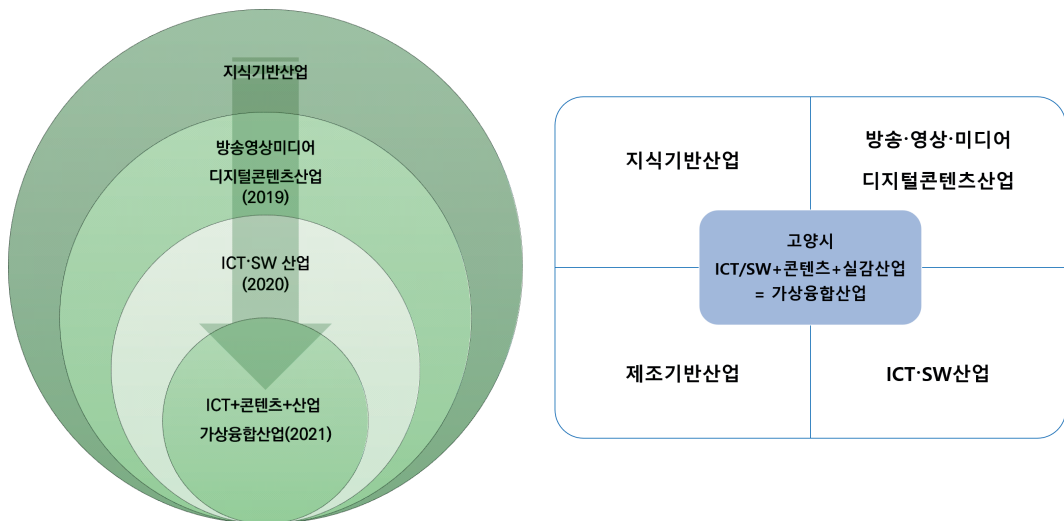 지식기반산업
방송영상미디어
디지털콘텐츠산업
(2019)
ICT·SW 산업
(2020)
ICT+콘텐츠+산업
가상융합산업(2021)
지식기반산업
방송·영상·미디어
디지털콘텐츠산업
고양시
ICT/SW+콘텐츠+실감산업
= 가상융합산업
제조기반산업
ICT·SW산업